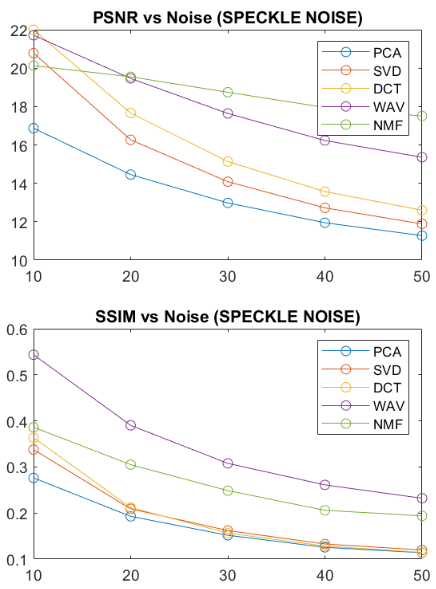 PSNR vs Noise (SPECKLE NOISE)
22
20
18
16
14
12
10
10 20 30 40 50
PCA
SVD
DCT
WAV
NMF
SSIM vs Noise (SPECKLE NOISE)
0.6
0.5
0.4
0.3
0.2
0.1
10 20 30 40 50
PCA
SVD
DCT
WAV
NMF